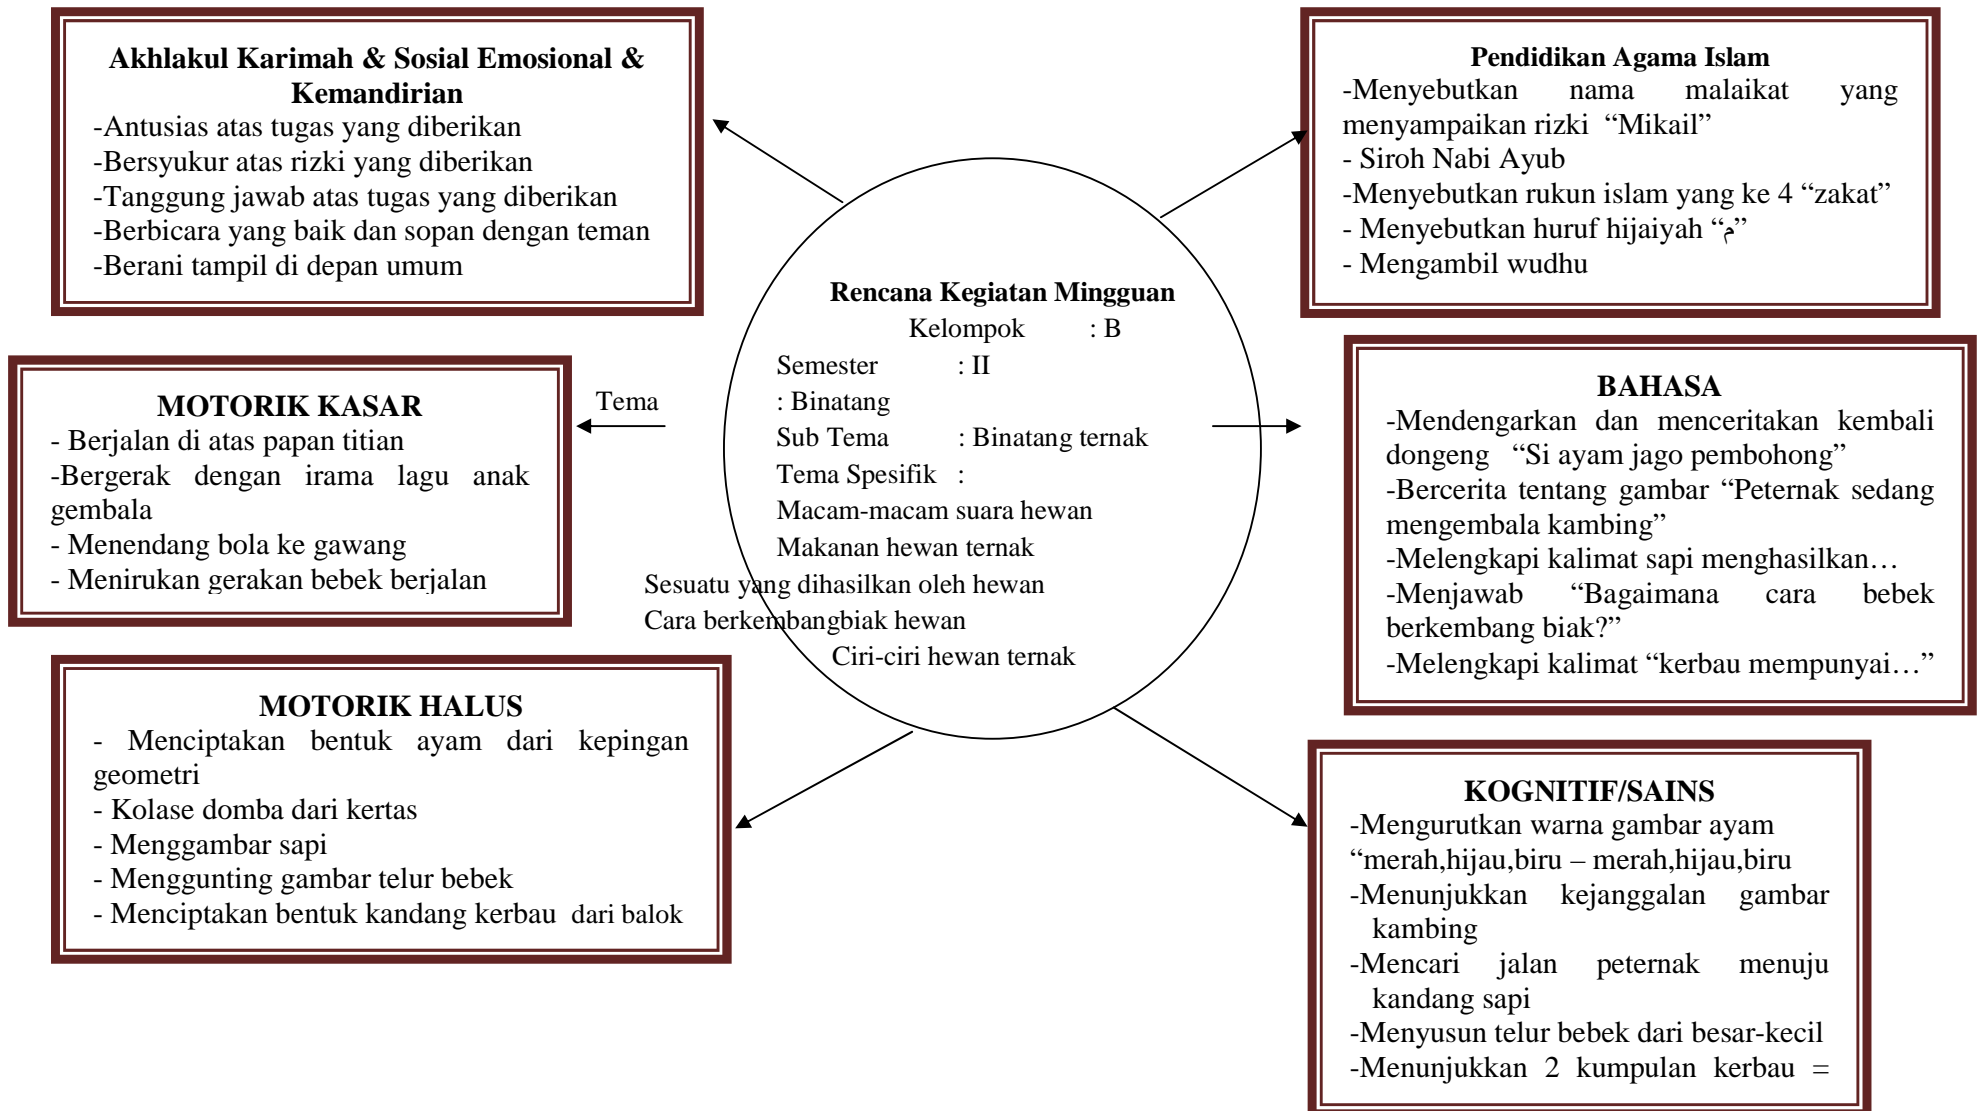 Akhlakul Karimah & Sosial Emosional &
Kemandirian
-Antusias atas tugas yang diberikan
-Bersyukur atas rizki yang diberikan
-Tanggung jawab atas tugas yang diberikan
-Berbicara yang baik dan sopan dengan teman
-Berani tampil di depan umum
Pendidikan Agama Islam
-Menyebutkan nama malaikat yang
menyampaikan rizki “Mikail”
- Siroh Nabi Ayub
-Menyebutkan rukun islam yang ke 4 “zakat”
- Menyebutkan huruf hijaiyah “م”
- Mengambil wudhu
Rencana Kegiatan Mingguan
Kelompok : B
Semester : II
Tema : Binatang
Sub Tema : Binatang ternak
Tema Spesifik :
Macam-macam suara hewan
Makanan hewan ternak
Sesuatu yang dihasilkan oleh hewan
Cara berkembangbiak hewan
Ciri-ciri hewan ternak
MOTORIK KASAR
- Berjalan di atas papan titian
-Bergerak dengan irama lagu anak
gembala
- Menendang bola ke gawang
- Menirukan gerakan bebek berjalan
BAHASA
-Mendengarkan dan menceritakan kembali
dongeng “Si ayam jago pembohong”
-Bercerita tentang gambar “Peternak sedang
mengembala kambing”
-Melengkapi kalimat sapi menghasilkan…
-Menjawab “Bagaimana cara bebek
berkembang biak?”
-Melengkapi kalimat “kerbau mempunyai…”
MOTORIK HALUS
- Menciptakan bentuk ayam dari kepingan
geometri
- Kolase domba dari kertas
- Menggambar sapi
- Menggunting gambar telur bebek
- Menciptakan bentuk kandang kerbau dari balok
KOGNITIF/SAINS
-Mengurutkan warna gambar ayam
“merah,hijau,biru – merah,hijau,biru
-Menunjukkan kejanggalan gambar
kambing
-Mencari jalan peternak menuju
kandang sapi
-Menyusun telur bebek dari besar-kecil
-Menunjukkan 2 kumpulan kerbau =